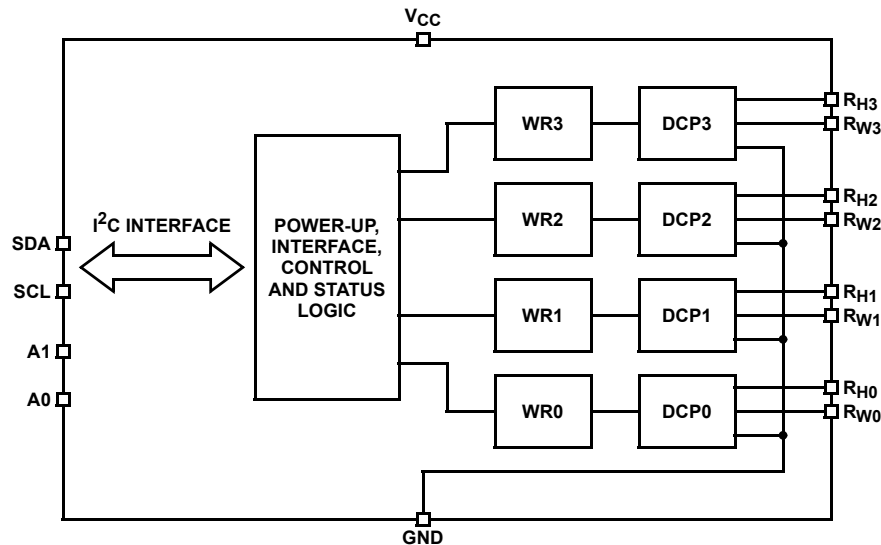 VCC
RH3
WR3
DCP3
RW3
RH2
I2C INTERFACE
POWER-UP,
INTERFACE,
CONTROL
AND STATUS
LOGIC
WR2
DCP2
RW2
SDA
SCL
RH1
WR1
DCP1
RW1
A1
A0
RH0
WR0
DCP0
RW0
GND